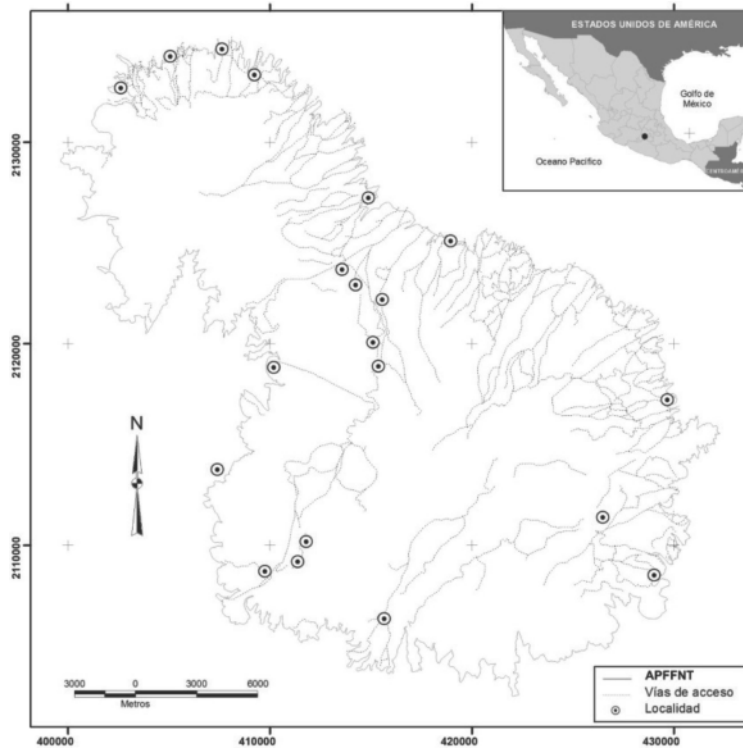 ESTADOS UNIDOS DE AMÉRICA
Golfo de
México
Oceano Pacífico
2130000
2120000
2110000
N
3000 0 3000 6000
Metros
APFFNT
Vías de acceso
Localidad
400000 410000 420000 430000